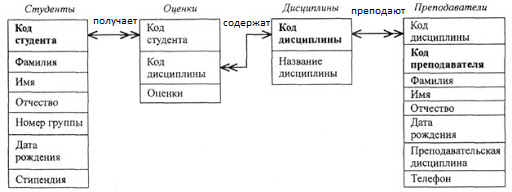 Студенты
получает
Оценки
содержат
Дисциплины
преподают
Преподаватели
Код
студента
Фамилия
Имя
Отчество
Номер группы
Дата
рождения
Стипендия
Код
студента
Код
дисциплины
Оценки
Код
дисциплины
Название
дисциплины
Код
дисциплины
Код
преподавателя
Фамилия
Имя
Отчество
Дата
рождения
Преподавательская
дисциплина
Телефон